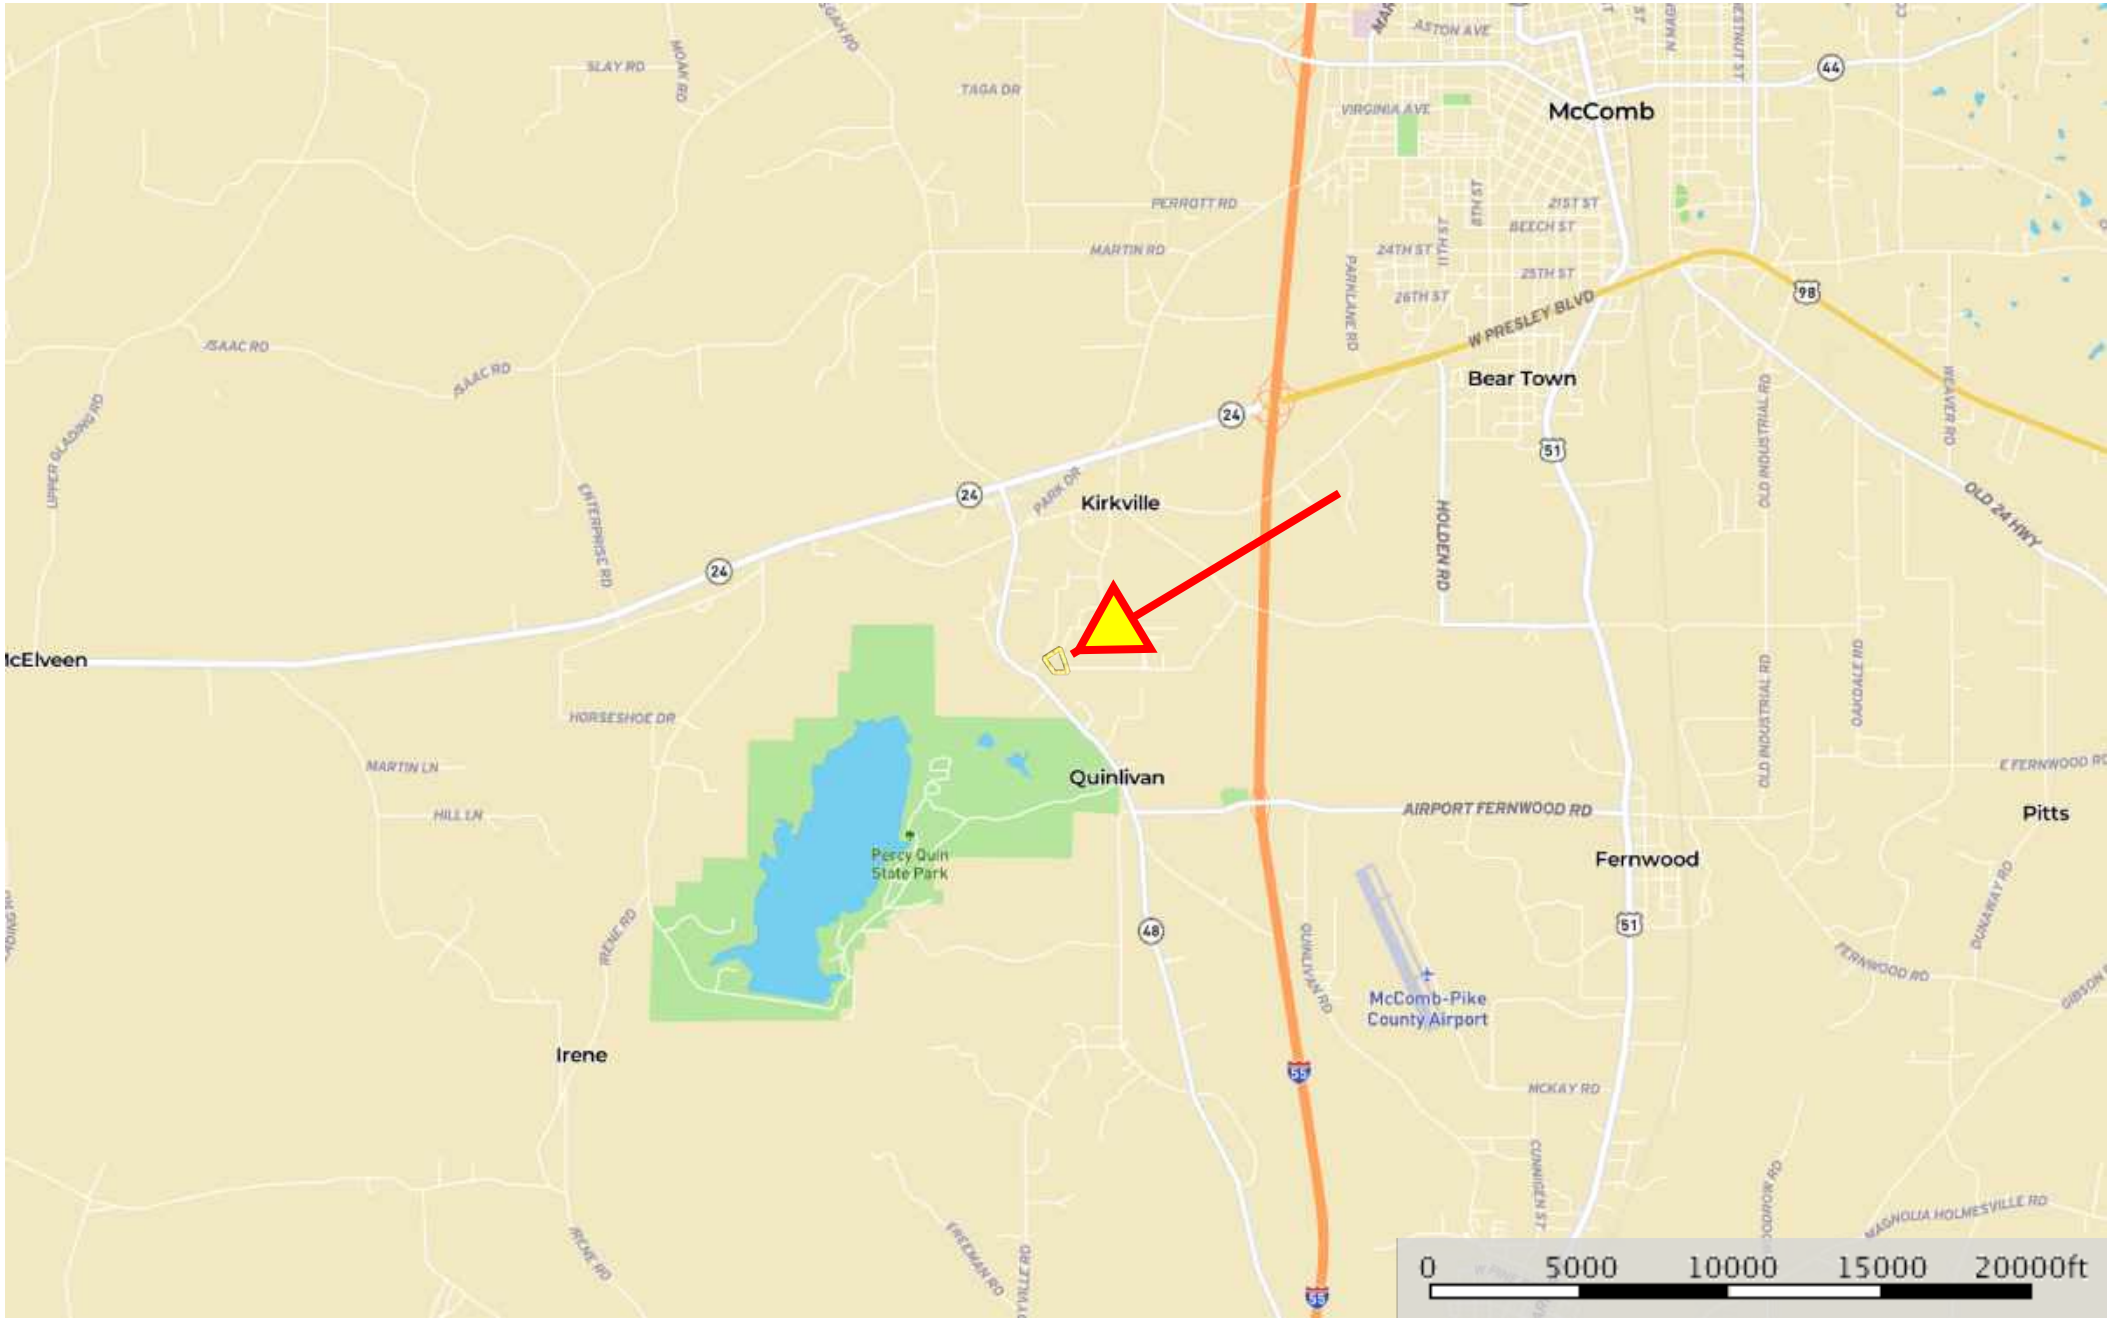 ASTON AVE
SLAY RD
MOAK RD
TAGA DR
44
VIRGINIA AVE
McComb
PERROTT RD
8TH ST
21ST ST
BEECH ST
11TH ST
24TH ST
MARTIN RD
25TH ST
26TH ST
PARKLANE RD
98
W PRESLEY BLVD
ISAAC RD
ISAAC RD
Bear Town
UPPER GLADING RD
OLD INDUSTRIAL RD
WEAVER RD
24
51
24
PARK DR
Kirkville
ENTERPRISE RD
HOLDEN RD
OLD 24 HWY
24
McElveen
OLD INDUSTRIAL RD
OAKDALE RD
HORSESHOE DR
MARTIN LN
Quinlivan
E FERNWOOD RD
HILL LN
AIRPORT FERNWOOD RD
Pitts
Percy Quin
State Park
Fernwood
DUNAWAY RD
IRENE RD
48
51
QUINLIVAN RD
FERNWOOD RD
McComb-Pike
County Airport
GIBSON
Irene
55
MCKAY RD
CUNNIGEN ST
MAGNOLIA HOLMESVILLE RD
IRENE RD
FREEMAN RD
55
0 5000 10000 15000 20000ft